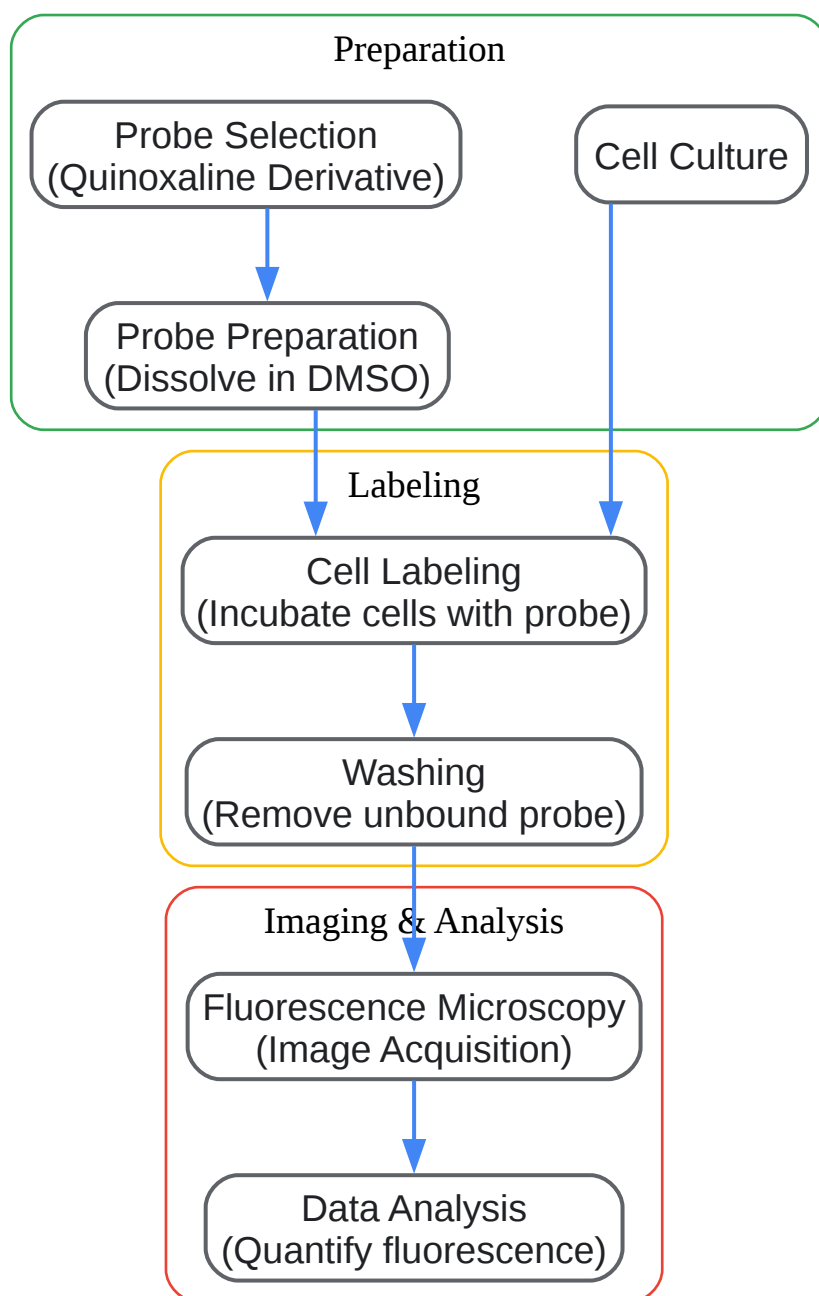 Preparation
Probe Selection
(Quinoxaline Derivative)
Cell Culture
Probe Preparation
(Dissolve in DMSO)
Labeling
Cell Labeling
(Incubate cells with probe)
Washing
(Remove unbound probe)
Imaging & Analysis
Fluorescence Microscopy
(Image Acquisition)
Data Analysis
(Quantify fluorescence)